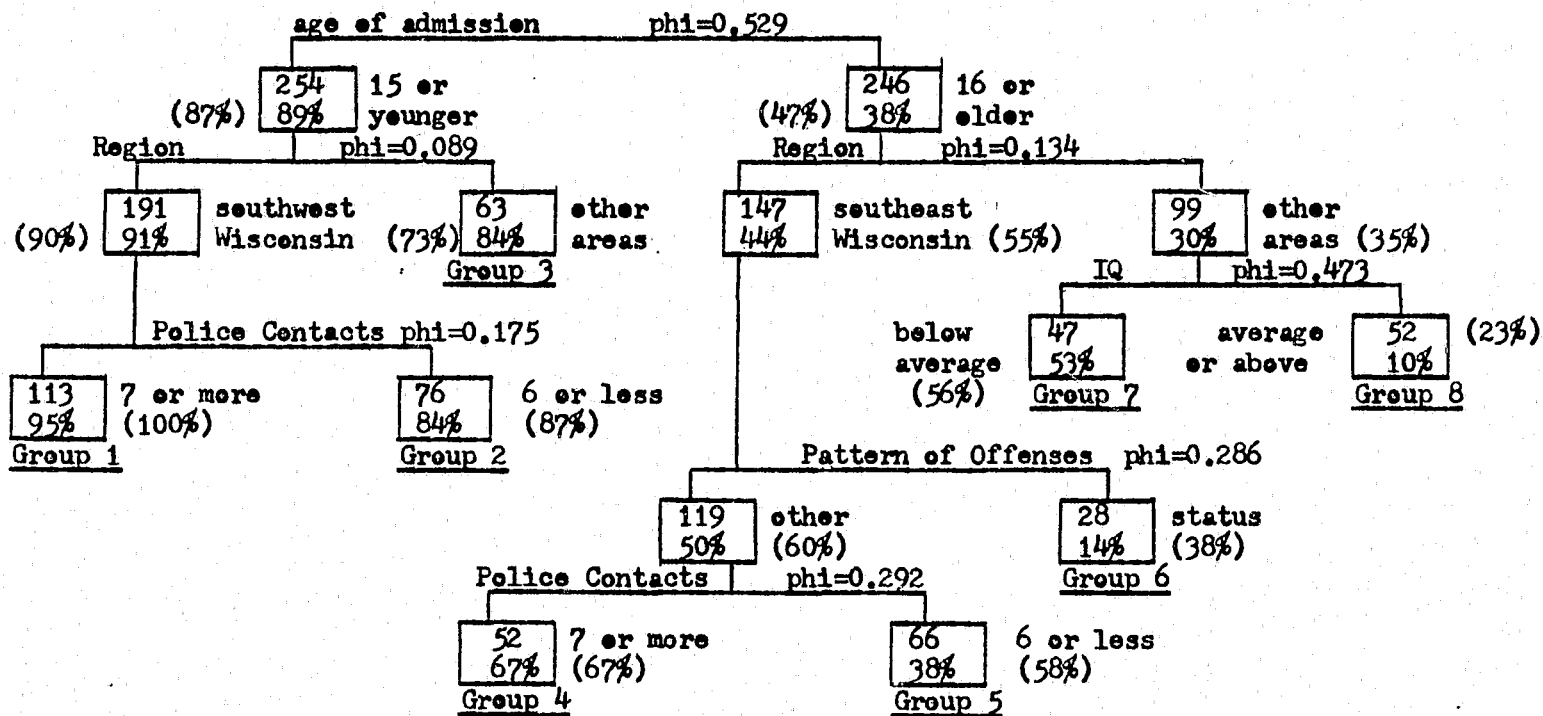 age of admission phi=0.529
254 15 or
(87%) 89% younger
246 16 or
(47%) 38% older
Region phi=0.089
Region phi=0.134
191 southwest
(90%) 91% Wisconsin
63 other
(73%) 84% areas
Group 3
147 southeast
44% Wisconsin (55%)
99 other
30% areas (35%)
IQ phi=0.473
Police Contacts phi=0.175
below 47
average 53%
(56%) Group 7
average 52 (23%)
or above 10%
Group 8
113 7 or more
95% (100%)
Group 1
76 6 or less
84% (87%)
Group 2
Pattern of Offenses phi=0.286
119 other
50% (60%)
28 status
14% (38%)
Group 6
Police Contacts phi=0.292
52 7 or more
67% (67%)
Group 4
66 6 or less
38% (58%)
Group 5